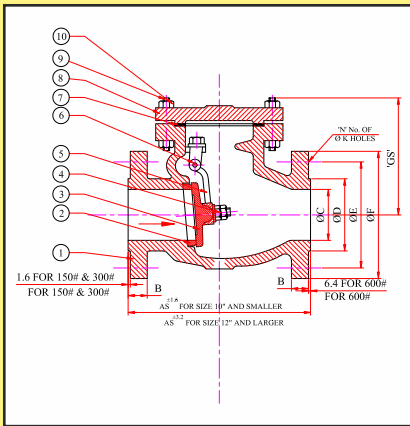 10
9
8
7
6
5
4
3
2
1
'N' No. OF
Ø K HOLES
'GS'
ØC
ØD
ØE
ØF
1.6 FOR 150# & 300#
FOR 150# & 300#
B
B
6.4 FOR 600#
FOR 600#
AS ±1.6 FOR SIZE 10" AND SMALLER
AS ±3.2 FOR SIZE 12" AND LARGER